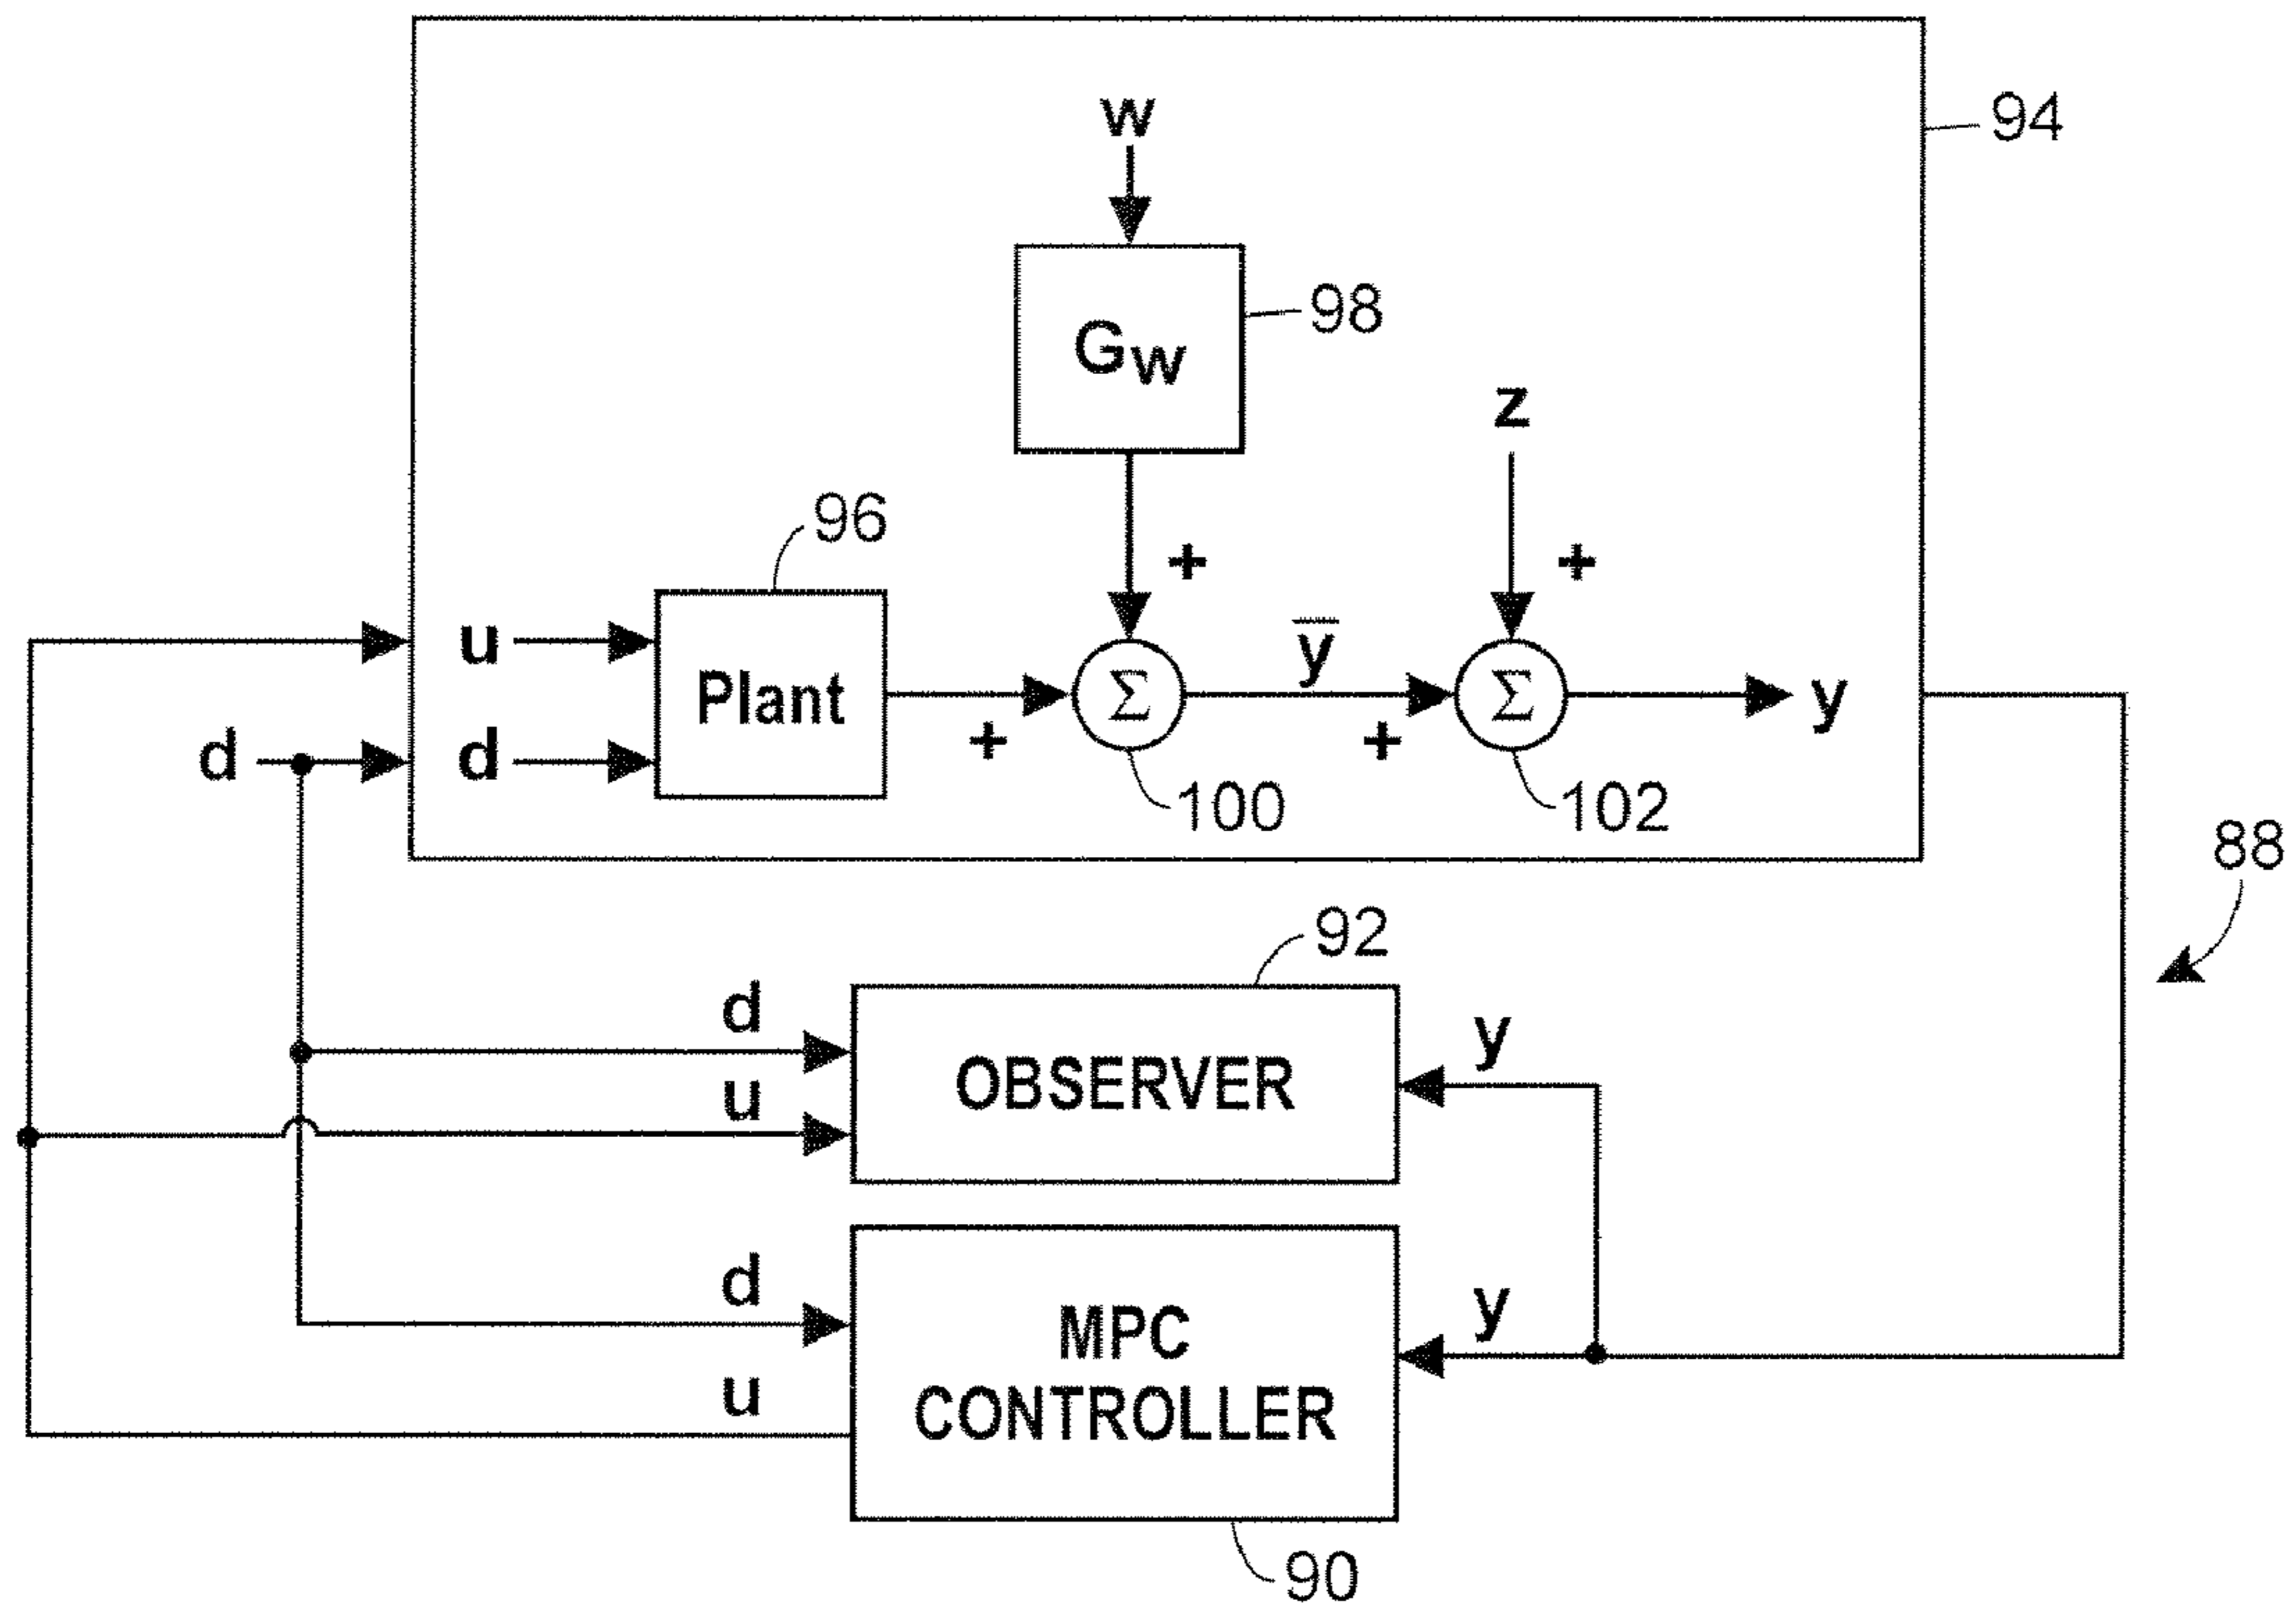 w
94
98
Gw
z
96
+
+
u
Plant
Σ
ȳ
Σ
y
d
d
+
+
100
102
88
92
d
y
OBSERVER
u
d
y
MPC
CONTROLLER
u
90